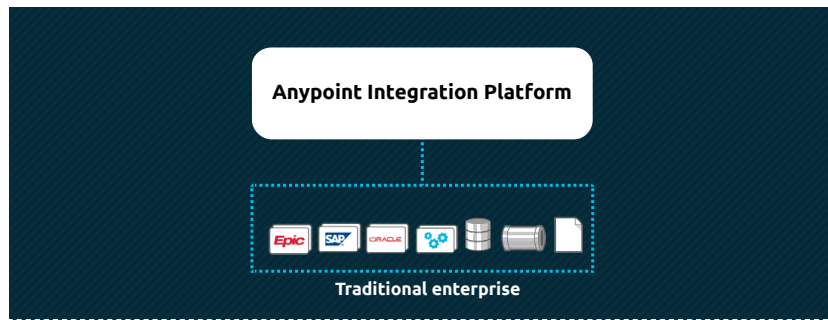 Anypoint Integration Platform
Epic SAP ORACLE
Traditional enterprise